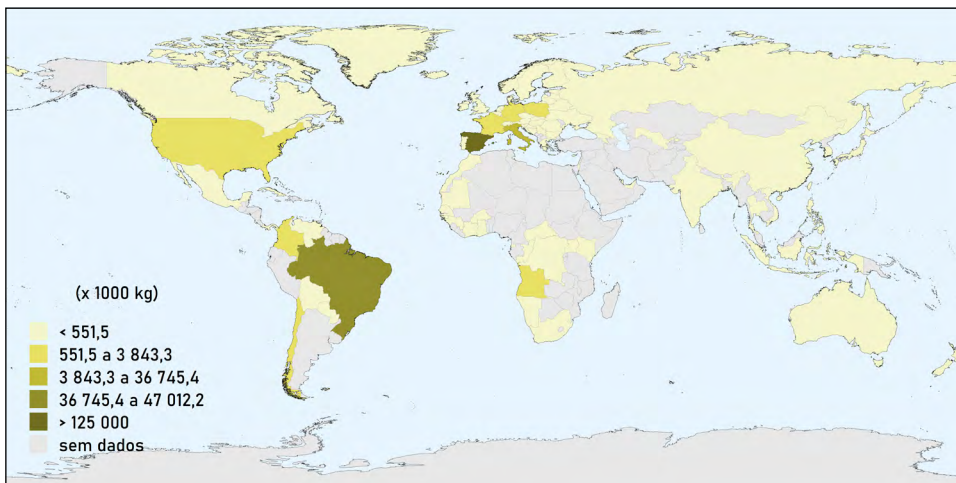 (x 1000 kg)
< 551,5
551,5 a 3 843,3
3 843,3 a 36 745,4
36 745,4 a 47 012,2
> 125 000
sem dados